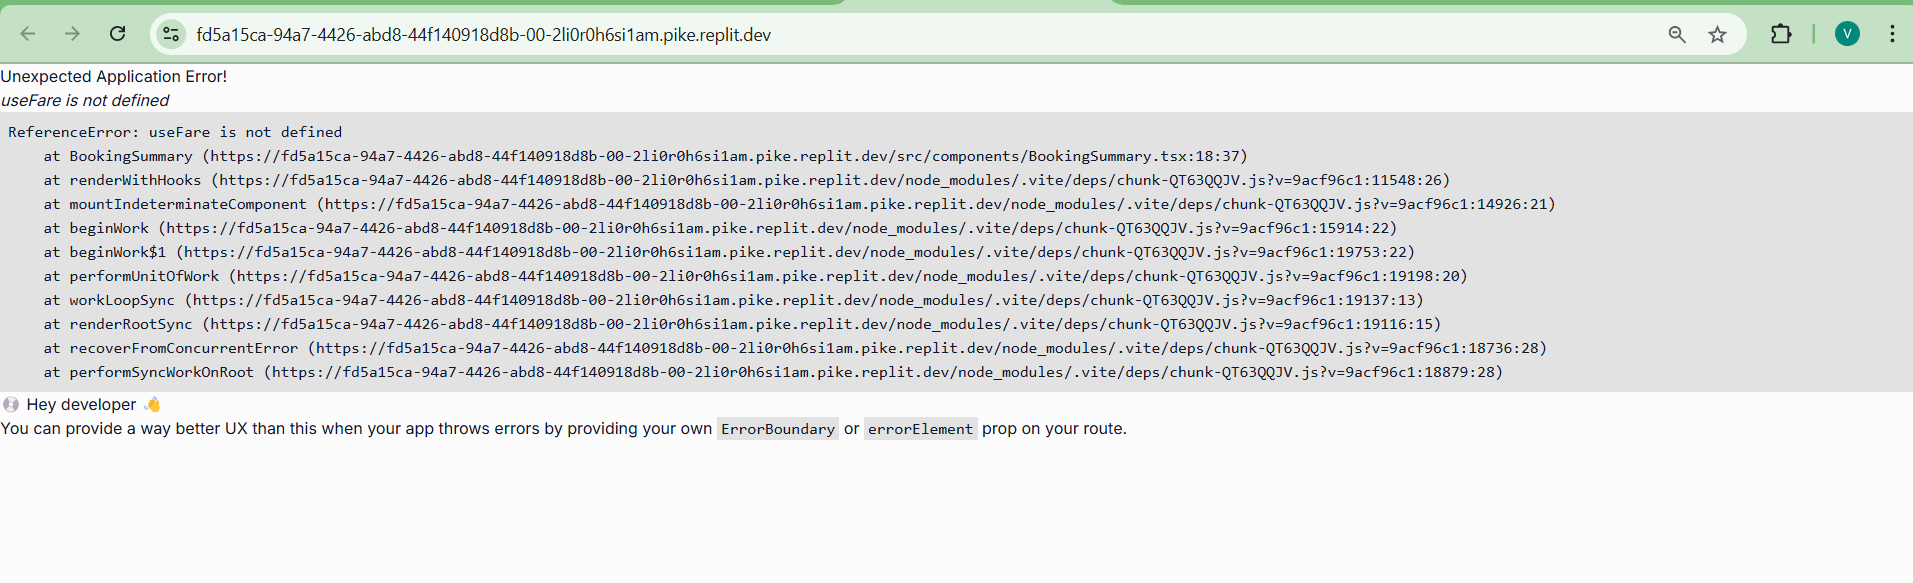 fd5a15ca-94a7-4426-abd8-44f140918d8b-00-2li0r0h6si1am.pike.replit.dev
V
Unexpected Application Error!
useFare is not defined
ReferenceError: useFare is not defined
at BookingSummary (https://fd5a15ca-94a7-4426-abd8-44f140918d8b-00-2li0r0h6si1am.pike.replit.dev/src/components/BookingSummary.tsx:18:37)
at renderWithHooks (https://fd5a15ca-94a7-4426-abd8-44f140918d8b-00-2li0r0h6si1am.pike.replit.dev/node_modules/.vite/deps/chunk-QT63QQJV.js?v=9acf96c1:11548:26)
at mountIndeterminateComponent (https://fd5a15ca-94a7-4426-abd8-44f140918d8b-00-2li0r0h6si1am.pike.replit.dev/node_modules/.vite/deps/chunk-QT63QQJV.js?v=9acf96c1:14926:21)
at beginWork (https://fd5a15ca-94a7-4426-abd8-44f140918d8b-00-2li0r0h6si1am.pike.replit.dev/node_modules/.vite/deps/chunk-QT63QQJV.js?v=9acf96c1:15914:22)
at beginWork$1 (https://fd5a15ca-94a7-4426-abd8-44f140918d8b-00-2li0r0h6si1am.pike.replit.dev/node_modules/.vite/deps/chunk-QT63QQJV.js?v=9acf96c1:19753:22)
at performUnitOfWork (https://fd5a15ca-94a7-4426-abd8-44f140918d8b-00-2li0r0h6si1am.pike.replit.dev/node_modules/.vite/deps/chunk-QT63QQJV.js?v=9acf96c1:19198:20)
at workLoopSync (https://fd5a15ca-94a7-4426-abd8-44f140918d8b-00-2li0r0h6si1am.pike.replit.dev/node_modules/.vite/deps/chunk-QT63QQJV.js?v=9acf96c1:19137:13)
at renderRootSync (https://fd5a15ca-94a7-4426-abd8-44f140918d8b-00-2li0r0h6si1am.pike.replit.dev/node_modules/.vite/deps/chunk-QT63QQJV.js?v=9acf96c1:19116:15)
at recoverFromConcurrentError (https://fd5a15ca-94a7-4426-abd8-44f140918d8b-00-2li0r0h6si1am.pike.replit.dev/node_modules/.vite/deps/chunk-QT63QQJV.js?v=9acf96c1:18736:28)
at performSyncWorkOnRoot (https://fd5a15ca-94a7-4426-abd8-44f140918d8b-00-2li0r0h6si1am.pike.replit.dev/node_modules/.vite/deps/chunk-QT63QQJV.js?v=9acf96c1:18879:28)
💿 Hey developer 👋
You can provide a way better UX than this when your app throws errors by providing your own ErrorBoundary or errorElement prop on your route.